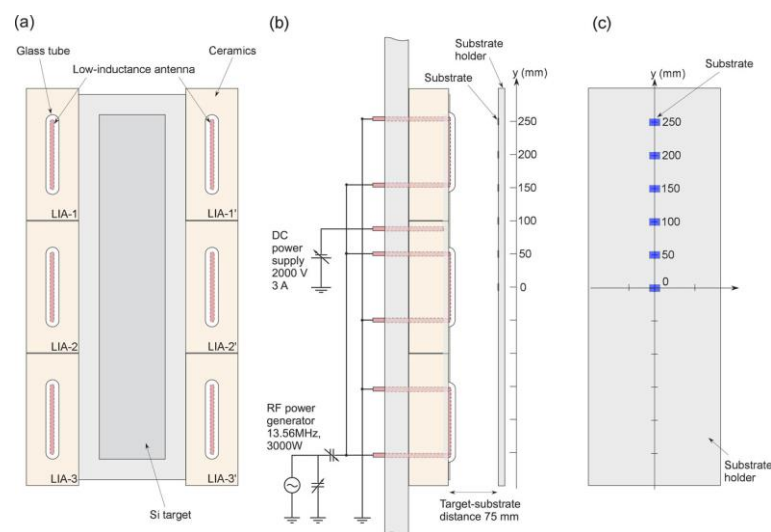 (a)
Glass tube
Low-inductance antenna
Ceramics
LIA-1
LIA-1'
LIA-2
LIA-2'
LIA-3
LIA-3'
Si target
(b)
Substrate
holder
Substrate
y (mm)
250
200
150
100
50
0
DC
power
supply
2000 V
3 A
RF power
generator
13.56MHz,
3000W
Target-substrate
distance 75 mm
(c)
y (mm)
Substrate
250
200
150
100
50
0
Substrate
holder